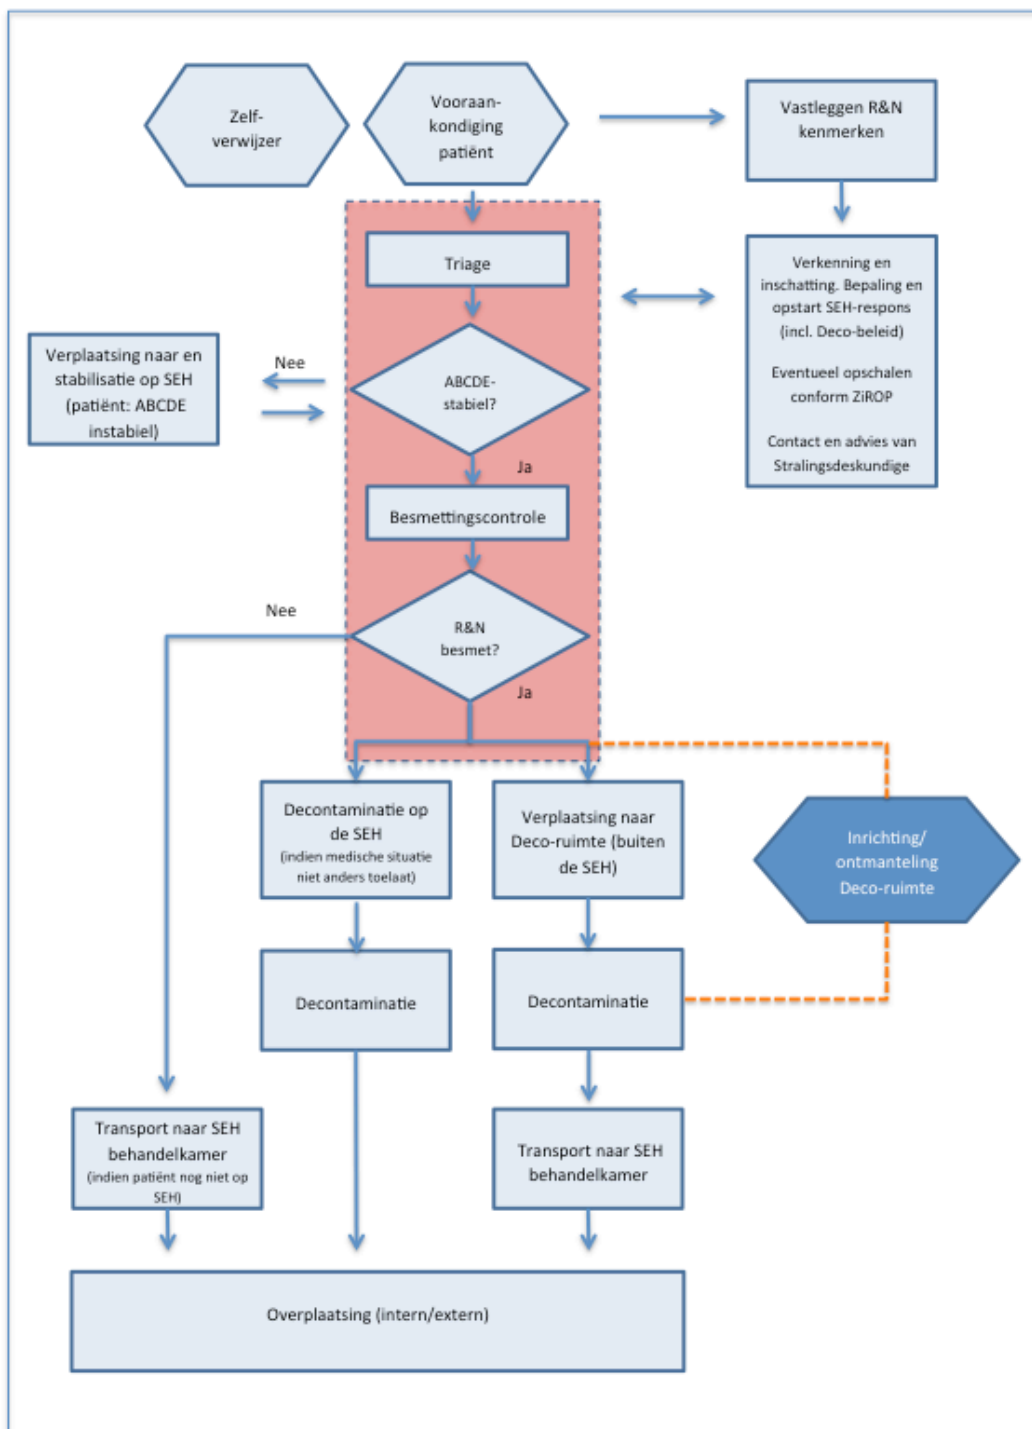 Zelf-
verwijzer
Vooraan-
kondiging
patiënt
Vastleggen R&N
kenmerken
Triage
Verkenning en
inschatting. Bepaling en
opstart SEH-respons
(incl. Deco-beleid)
Eventueel opschalen
conform ZiROP
Contact en advies van
Stralingsdeskundige
Verplaatsing naar en
stabilisatie op SEH
(patiënt: ABCDE
instabiel)
Nee
ABCDE-
stabiel?
Ja
Besmettingscontrole
Nee
R&N
besmet?
Ja
Decontaminatie op
de SEH
(indien medische situatie
niet anders toelaat)
Verplaatsing naar
Deco-ruimte (buiten
de SEH)
Inrichting/
ontmanteling
Deco-ruimte
Decontaminatie
Decontaminatie
Transport naar SEH
behandelkamer
(indien patiënt nog niet op
SEH)
Transport naar SEH
behandelkamer
Overplaatsing (intern/extern)